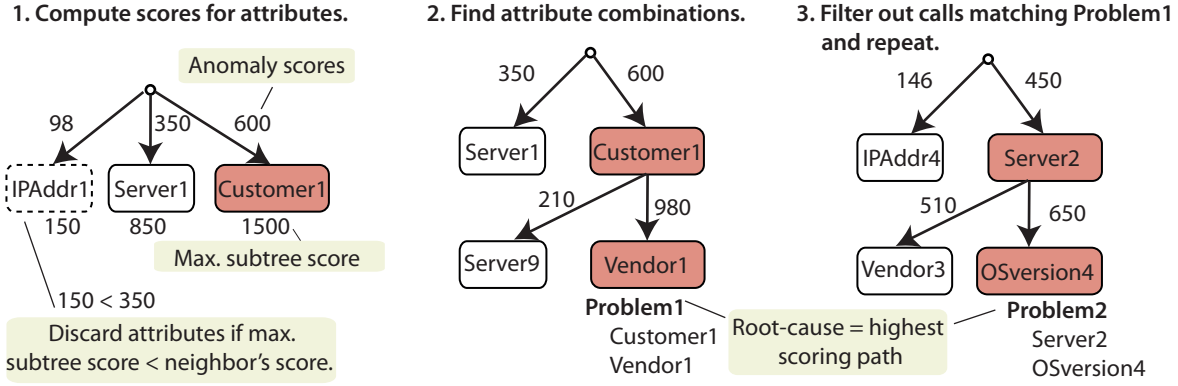 1. Compute scores for attributes.
Anomaly scores
98
350
600
IPAddr1
Server1
Customer1
150
850
1500
Max. subtree score
150 < 350
Discard attributes if max.
subtree score < neighbor's score.
2. Find attribute combinations.
350
600
Server1
Customer1
210
980
Server9
Vendor1
Problem1
Customer1
Vendor1
Root-cause = highest
scoring path
3. Filter out calls matching Problem1
and repeat.
146
450
IPAddr4
Server2
510
650
Vendor3
OSversion4
Problem2
Server2
OSversion4